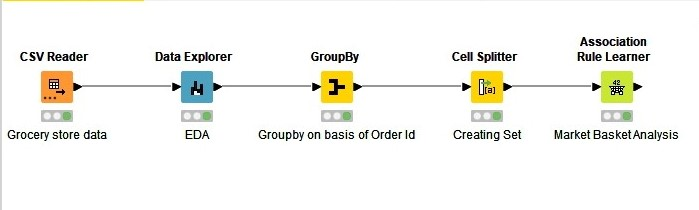 CSV Reader
Data Explorer
GroupBy
Cell Splitter
Association
Rule Learner
[a]
42
Grocery store data
EDA
Groupby on basis of Order Id
Creating Set
Market Basket Analysis